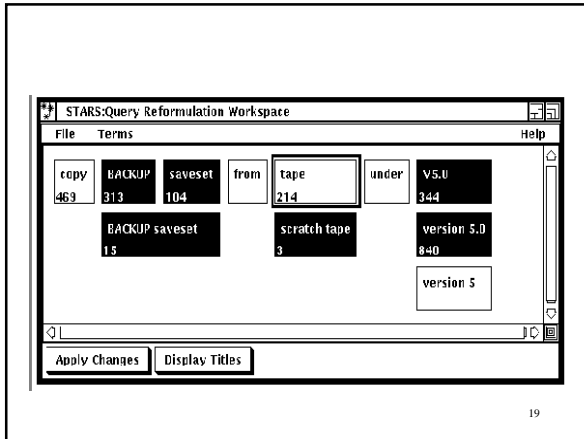 STARS:Query Reformulation Workspace
File Terms Help
copy BACKUP saveset from tape under V5.0
469 313 104 214 344
BACKUP saveset scratch tape version 5.0
15 3 840
version 5
Apply Changes Display Titles
19